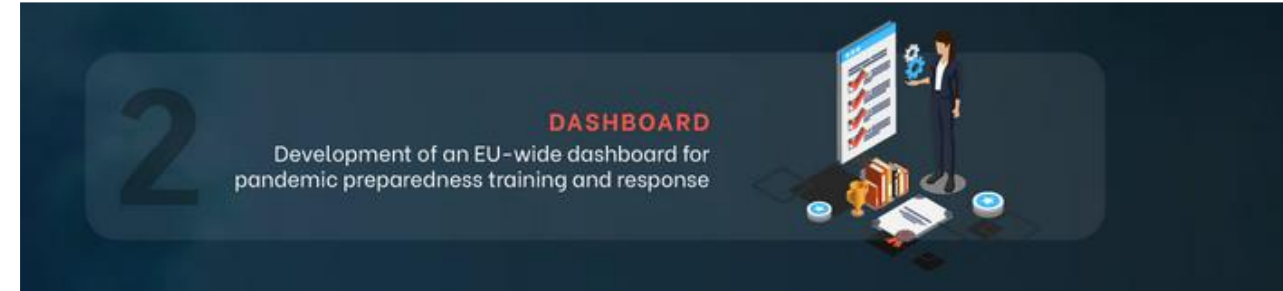 2
DASHBOARD
Development of an EU-wide dashboard for
pandemic preparedness training and response